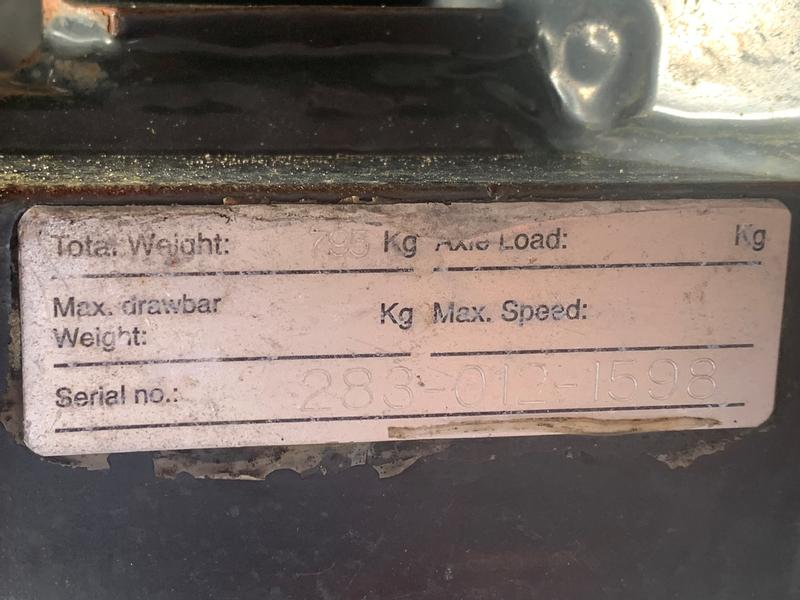 Total Weight: 795 Kg Axle Load: Kg
Max. drawbar
Weight: Kg Max. Speed:
Serial no.: 283-012-1598